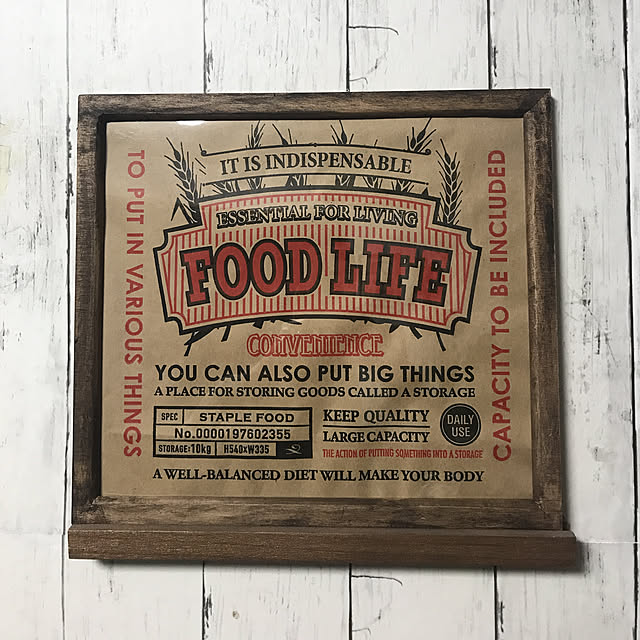 IT IS INDISPENSABLE
ESSENTIAL FOR LIVING
FOOD LIFE
CONVENIENCE
YOU CAN ALSO PUT BIG THINGS
A PLACE FOR STORING GOODS CALLED A STORAGE
SPEC STAPLE FOOD
No.0000197602355
STORAGE:10kg H540×W335
KEEP QUALITY
LARGE CAPACITY
DAILY
USE
THE ACTION OF PUTTING SOMETHING INTO A STORAGE
A WELL-BALANCED DIET WILL MAKE YOUR BODY
TO PUT IN VARIOUS THINGS
CAPACITY TO BE INCLUDED